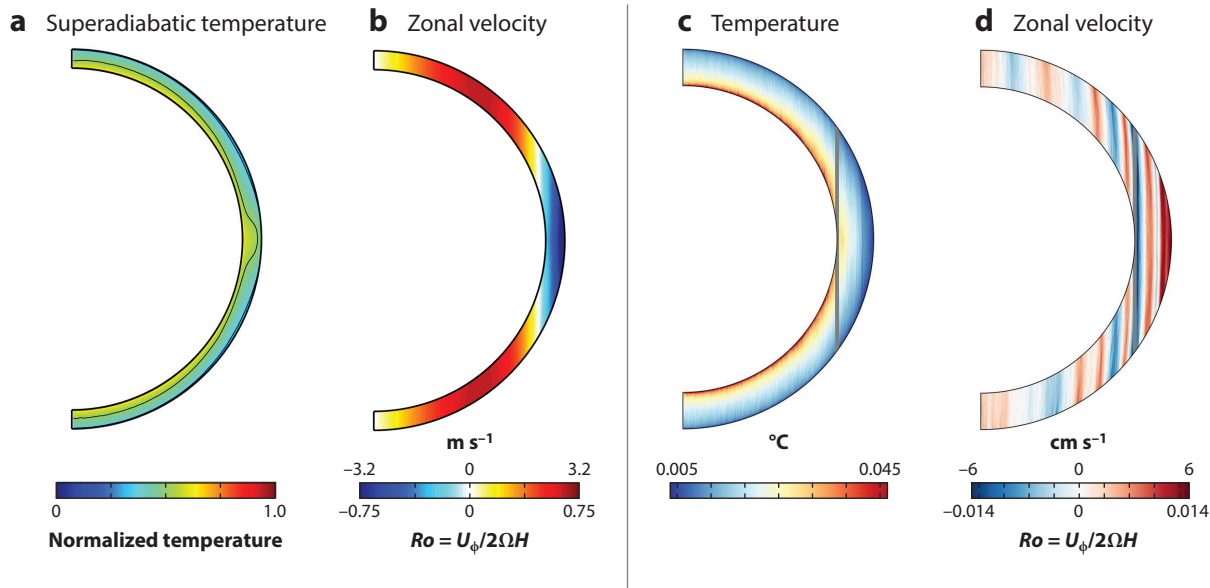 a Superadiabatic temperature
b Zonal velocity
c Temperature
d Zonal velocity
0 1.0
Normalized temperature
m s⁻¹
−3.2 0 3.2
−0.75 0 0.75
Ro = Uϕ/2ΩH
°C
0.005 0.045
cm s⁻¹
−6 0 6
-0.014 0 0.014
Ro = Uϕ/2ΩH